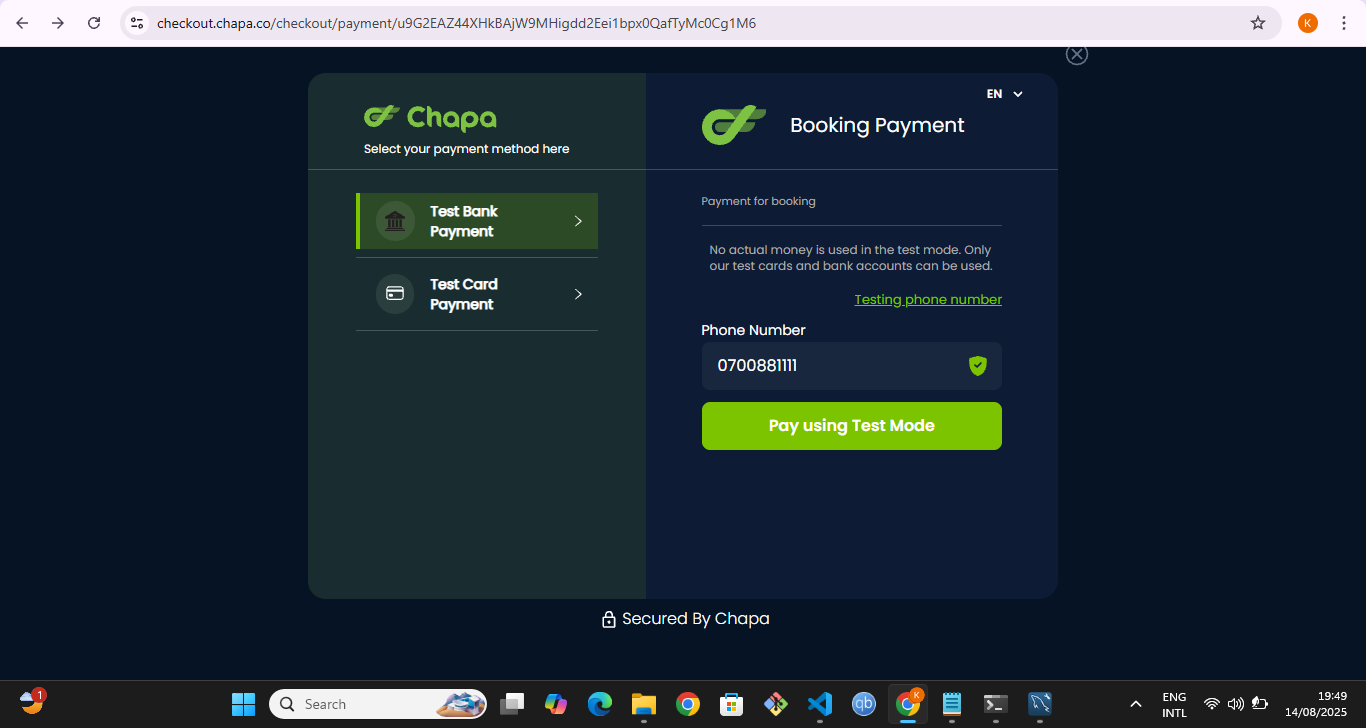 checkout.chapa.co/checkout/payment/u9G2EAZ44XHkBAjW9MHigdd2Eei1bpx0QafTyMc0Cg1M6
K
EN
Chapa
Select your payment method here
Booking Payment
Test Bank
Payment
Test Card
Payment
Payment for booking
No actual money is used in the test mode. Only
our test cards and bank accounts can be used.
Testing phone number
Phone Number
0700881111
Pay using Test Mode
Secured By Chapa
1
Search
qb
K
ENG
INTL
19:49
14/08/2025